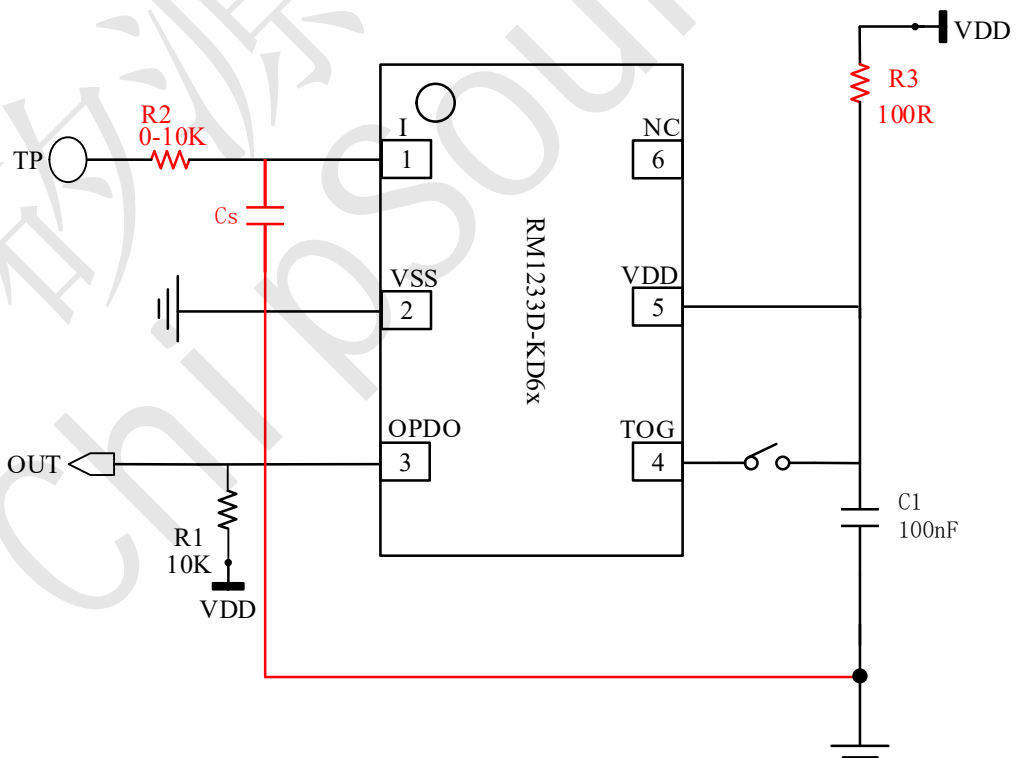 VDD
R3
100R
R2
0-10K
TP
I
1
NC
6
Cs
RM1233D-KD6x
VSS
2
VDD
5
OPDO
3
TOG
4
OUT
R1
10K
VDD
C1
100nF
ChipSour